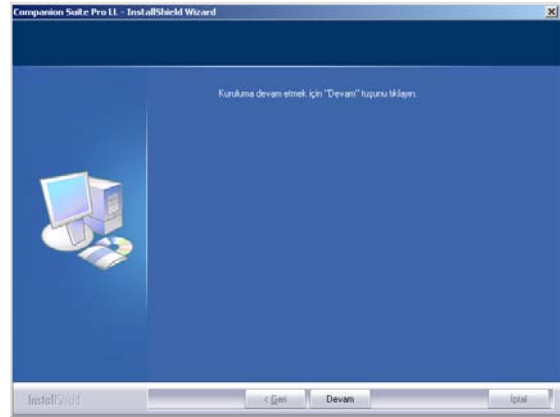 Companion Suite Pro LL - InstallShield Wizard
Kuruluma devam etmek için "Devam" tuşunu tıklayın.
InstallShield
< Geri
Devam
İptal